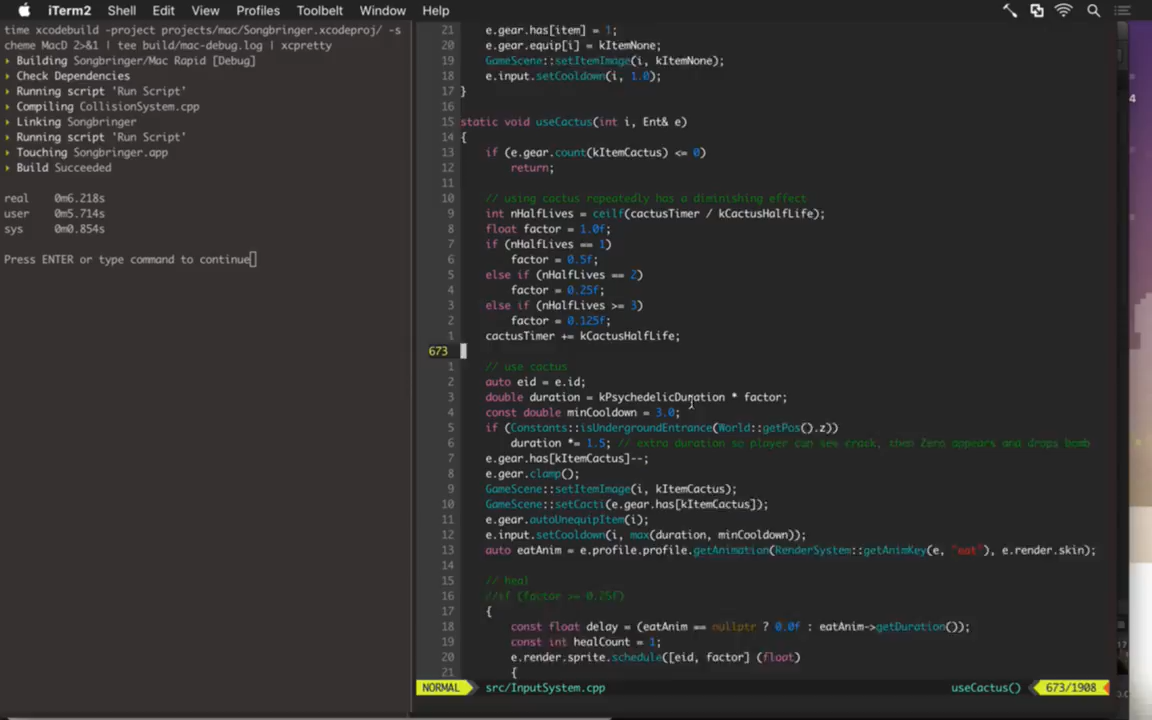 iTerm2 Shell Edit View Profiles Toolbelt Window Help
time xcodebuild -project projects/mac/Songbringer.xcodeproj/ -s
cheme MacD 2>&1 | tee build/mac-debug.log | xcpretty
Building Songbringer/Mac Rapid [Debug]
Check Dependencies
Running script 'Run Script'
Compiling CollisionSystem.cpp
Linking Songbringer
Running script 'Run Script'
Touching Songbringer.app
Build Succeeded
real 0m6.218s
user 0m5.714s
sys 0m0.854s
Press ENTER or type command to continue
21 e.gear.has[item] = 1;
20 e.gear.equip[i] = kItemNone;
19 GameScene::setItemImage(i, kItemNone);
18 e.input.setCooldown(i, 1.0);
17 }
16
15 static void useCactus(int i, Ent& e)
14 {
13 if (e.gear.count(kItemCactus) <= 0)
12 return;
11
10 // using cactus repeatedly has a diminishing effect
9 int nHalfLives = ceilf(cactusTimer / kCactusHalfLife);
8 float factor = 1.0f;
7 if (nHalfLives == 1)
6 factor = 0.5f;
5 else if (nHalfLives == 2)
4 factor = 0.25f;
3 else if (nHalfLives >= 3)
2 factor = 0.125f;
1 cactusTimer += kCactusHalfLife;
673
1 // use cactus
2 auto eid = e.id;
3 double duration = kPsychedelicDuration * factor;
4 const double minCooldown = 3.0;
5 if (Constants::isUndergroundEntrance(World::getPos().z))
6 duration *= 1.5; // extra duration so player can see crack, then Zero appears and drops bomb
7 e.gear.has[kItemCactus]--;
8 e.gear.clamp();
9 GameScene::setItemImage(i, kItemCactus);
10 GameScene::setCacti(e.gear.has[kItemCactus]);
11 e.gear.autoUnequipItem(i);
12 e.input.setCooldown(i, max(duration, minCooldown));
13 auto eatAnim = e.profile.profile.getAnimation(RenderSystem::getAnimKey(e, "eat"), e.render.skin);
15 // heal
16 //if (factor >= 0.25f)
17 {
18 const float delay = (eatAnim == nullptr ? 0.0f : eatAnim->getDuration());
19 const int healCount = 1;
20 e.render.sprite.schedule([eid, factor] (float)
21 {
NORMAL src/InputSystem.cpp useCactus() 673/1908
4